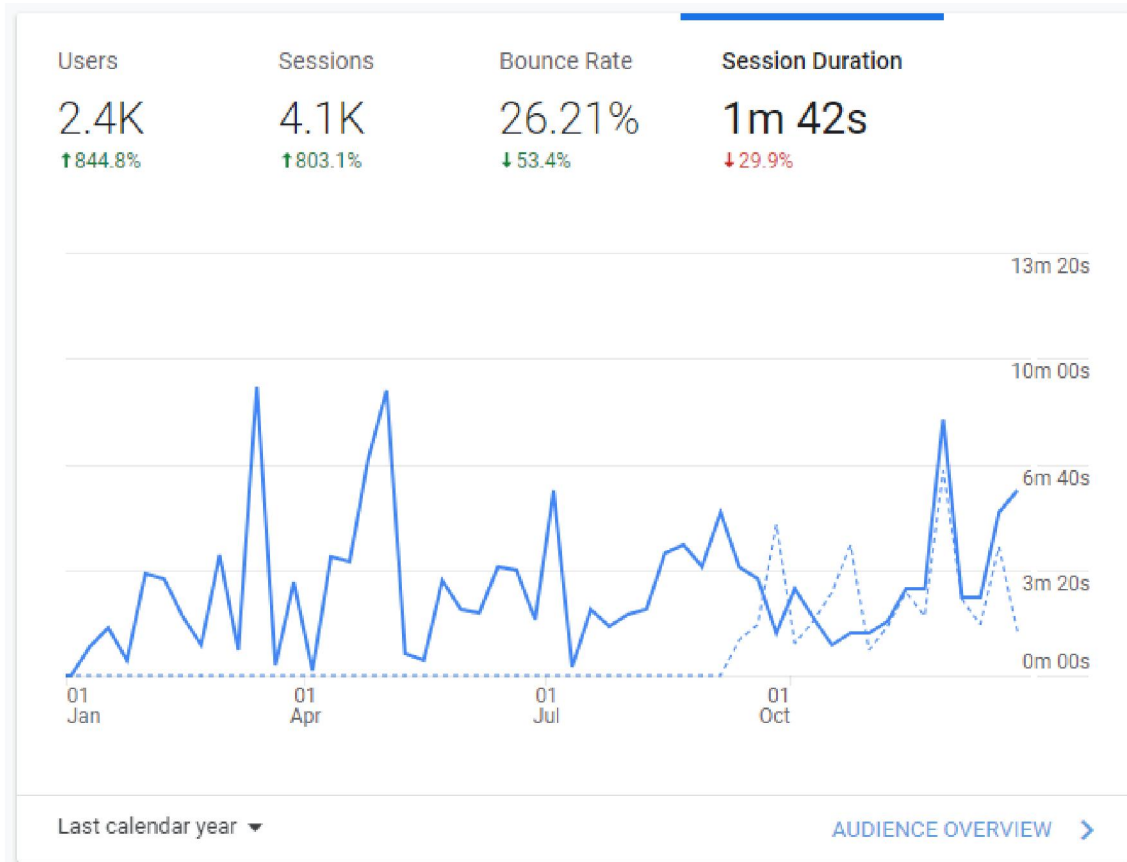 Users Sessions Bounce Rate Session Duration
2.4K 4.1K 26.21% 1m 42s
↑844.8% ↑803.1% ↓53.4% ↓29.9%
13m 20s
10m 00s
6m 40s
3m 20s
0m 00s
01 01 01 01
Jan Apr Jul Oct
Last calendar year AUDIENCE OVERVIEW